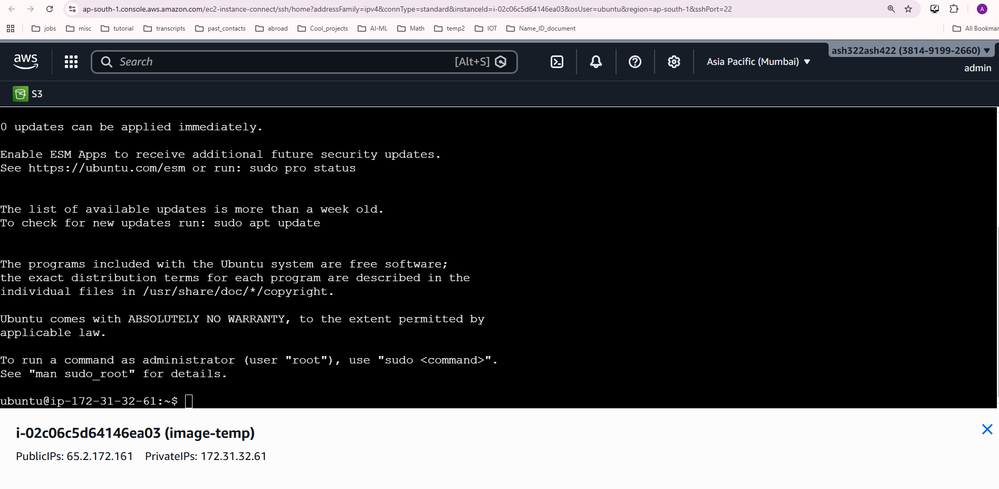 ap-south-1.console.aws.amazon.com/ec2-instance-connect/ssh/home?addressFamily=ipv4&connType=standard&instanceId=i-02c06c5d64146ea03&osUser=ubuntu&region=ap-south-1&sshPort=22
A
jobs misc tutorial transcripts past_contacts abroad Cool_projects AI-ML Math temp2 IOT Name_ID_document All Bookmar
aws Search [Alt+S] Asia Pacific (Mumbai) ▼ ash322ash422 (3814-9199-2660) ▼
admin
S3
0 updates can be applied immediately.
Enable ESM Apps to receive additional future security updates.
See https://ubuntu.com/esm or run: sudo pro status
The list of available updates is more than a week old.
To check for new updates run: sudo apt update
The programs included with the Ubuntu system are free software;
the exact distribution terms for each program are described in the
individual files in /usr/share/doc/*/copyright.
Ubuntu comes with ABSOLUTELY NO WARRANTY, to the extent permitted by
applicable law.
To run a command as administrator (user "root"), use "sudo <command>".
See "man sudo_root" for details.
ubuntu@ip-172-31-32-61:~$
i-02c06c5d64146ea03 (image-temp)
PublicIPs: 65.2.172.161 PrivateIPs: 172.31.32.61